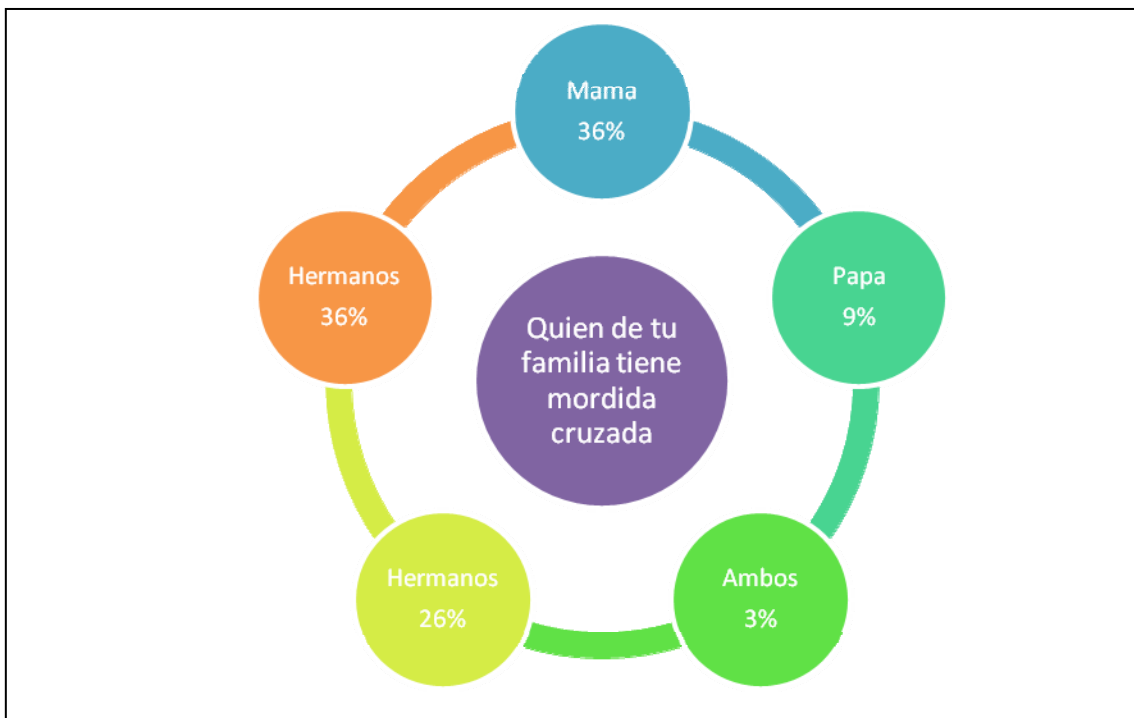 Mama
36%
Papa
9%
Ambos
3%
Hermanos
26%
Hermanos
36%
Quien de tu
familia tiene
mordida
cruzada